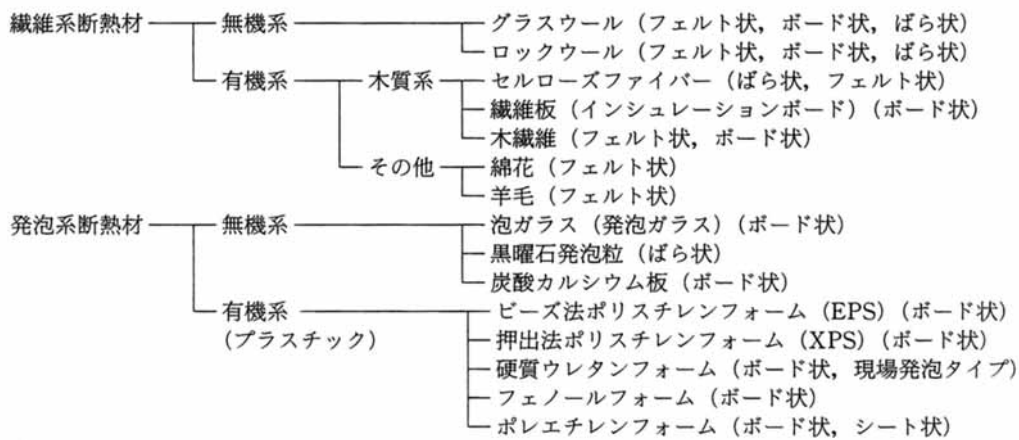 繊維系断熱材 無機系 グラスウール（フェルト状，ボード状，ばら状）
ロックウール（フェルト状，ボード状，ばら状）
有機系 木質系 セルローズファイバー（ばら状，フェルト状）
繊維板（インシュレーションボード）（ボード状）
木繊維（フェルト状，ボード状）
その他 綿花（フェルト状）
羊毛（フェルト状）
発泡系断熱材 無機系 泡ガラス（発泡ガラス）（ボード状）
黒曜石発泡粒（ばら状）
炭酸カルシウム板（ボード状）
有機系 ビーズ法ポリスチレンフォーム（EPS）（ボード状）
（プラスチック） 押出法ポリスチレンフォーム（XPS）（ボード状）
硬質ウレタンフォーム（ボード状，現場発泡タイプ）
フェノールフォーム（ボード状）
ポレエチレンフォーム（ボード状，シート状）